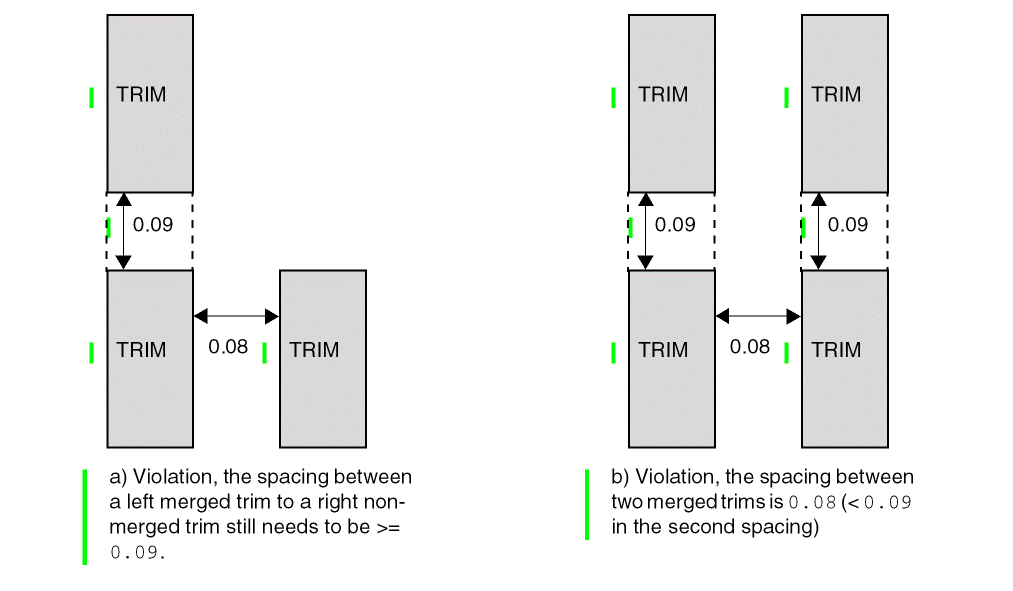 TRIM
0.09
TRIM
TRIM
0.08
a) Violation, the spacing between
a left merged trim to a right non-
merged trim still needs to be >=
0.09.
TRIM
TRIM
0.09
0.09
TRIM
TRIM
0.08
b) Violation, the spacing between
two merged trims is 0.08 (< 0.09
in the second spacing)